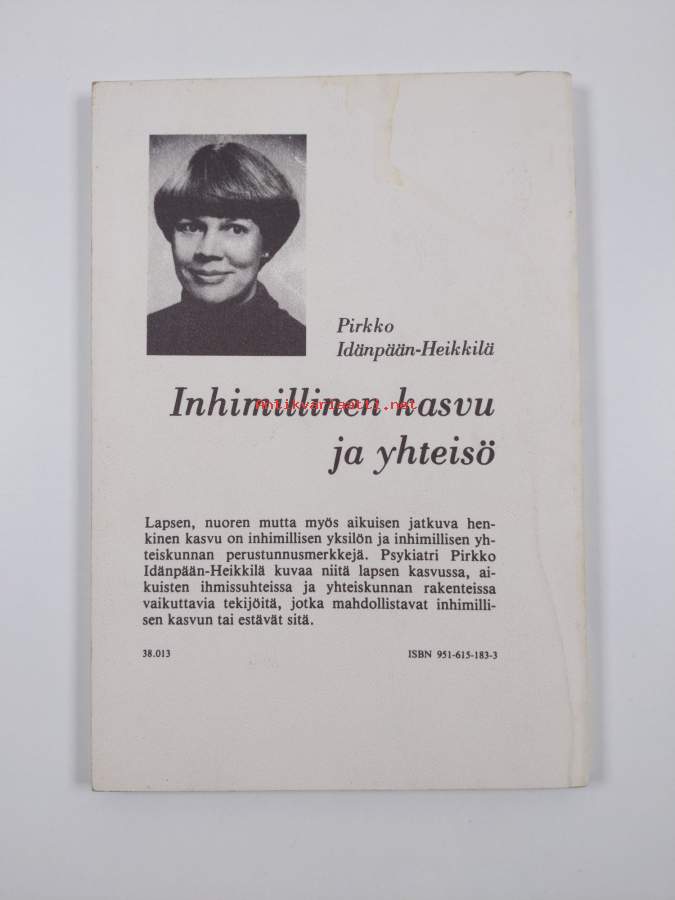 Pirkko
Idänpään-Heikkilä
Inhimillinen kasvu
antikvariaatti.net
ja yhteisö
Lapsen, nuoren mutta myös aikuisen jatkuva hen-
kinen kasvu on inhimillisen yksilön ja inhimillisen yh-
teiskunnan perustunnusmerkkejä. Psykiatri Pirkko
Idänpään-Heikkilä kuvaa niitä lapsen kasvussa, ai-
kuisten ihmissuhteissa ja yhteiskunnan rakenteissa
vaikuttavia tekijöitä, jotka mahdollistavat inhimilli-
sen kasvun tai estävät sitä.
38.013 ISBN 951-615-183-3